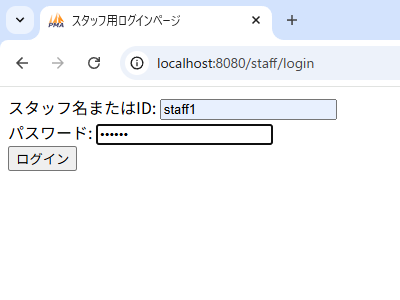 PMA スタッフ用ログインページ
localhost:8080/staff/login
スタッフ名またはID: staff1
パスワード: ••••••
ログイン